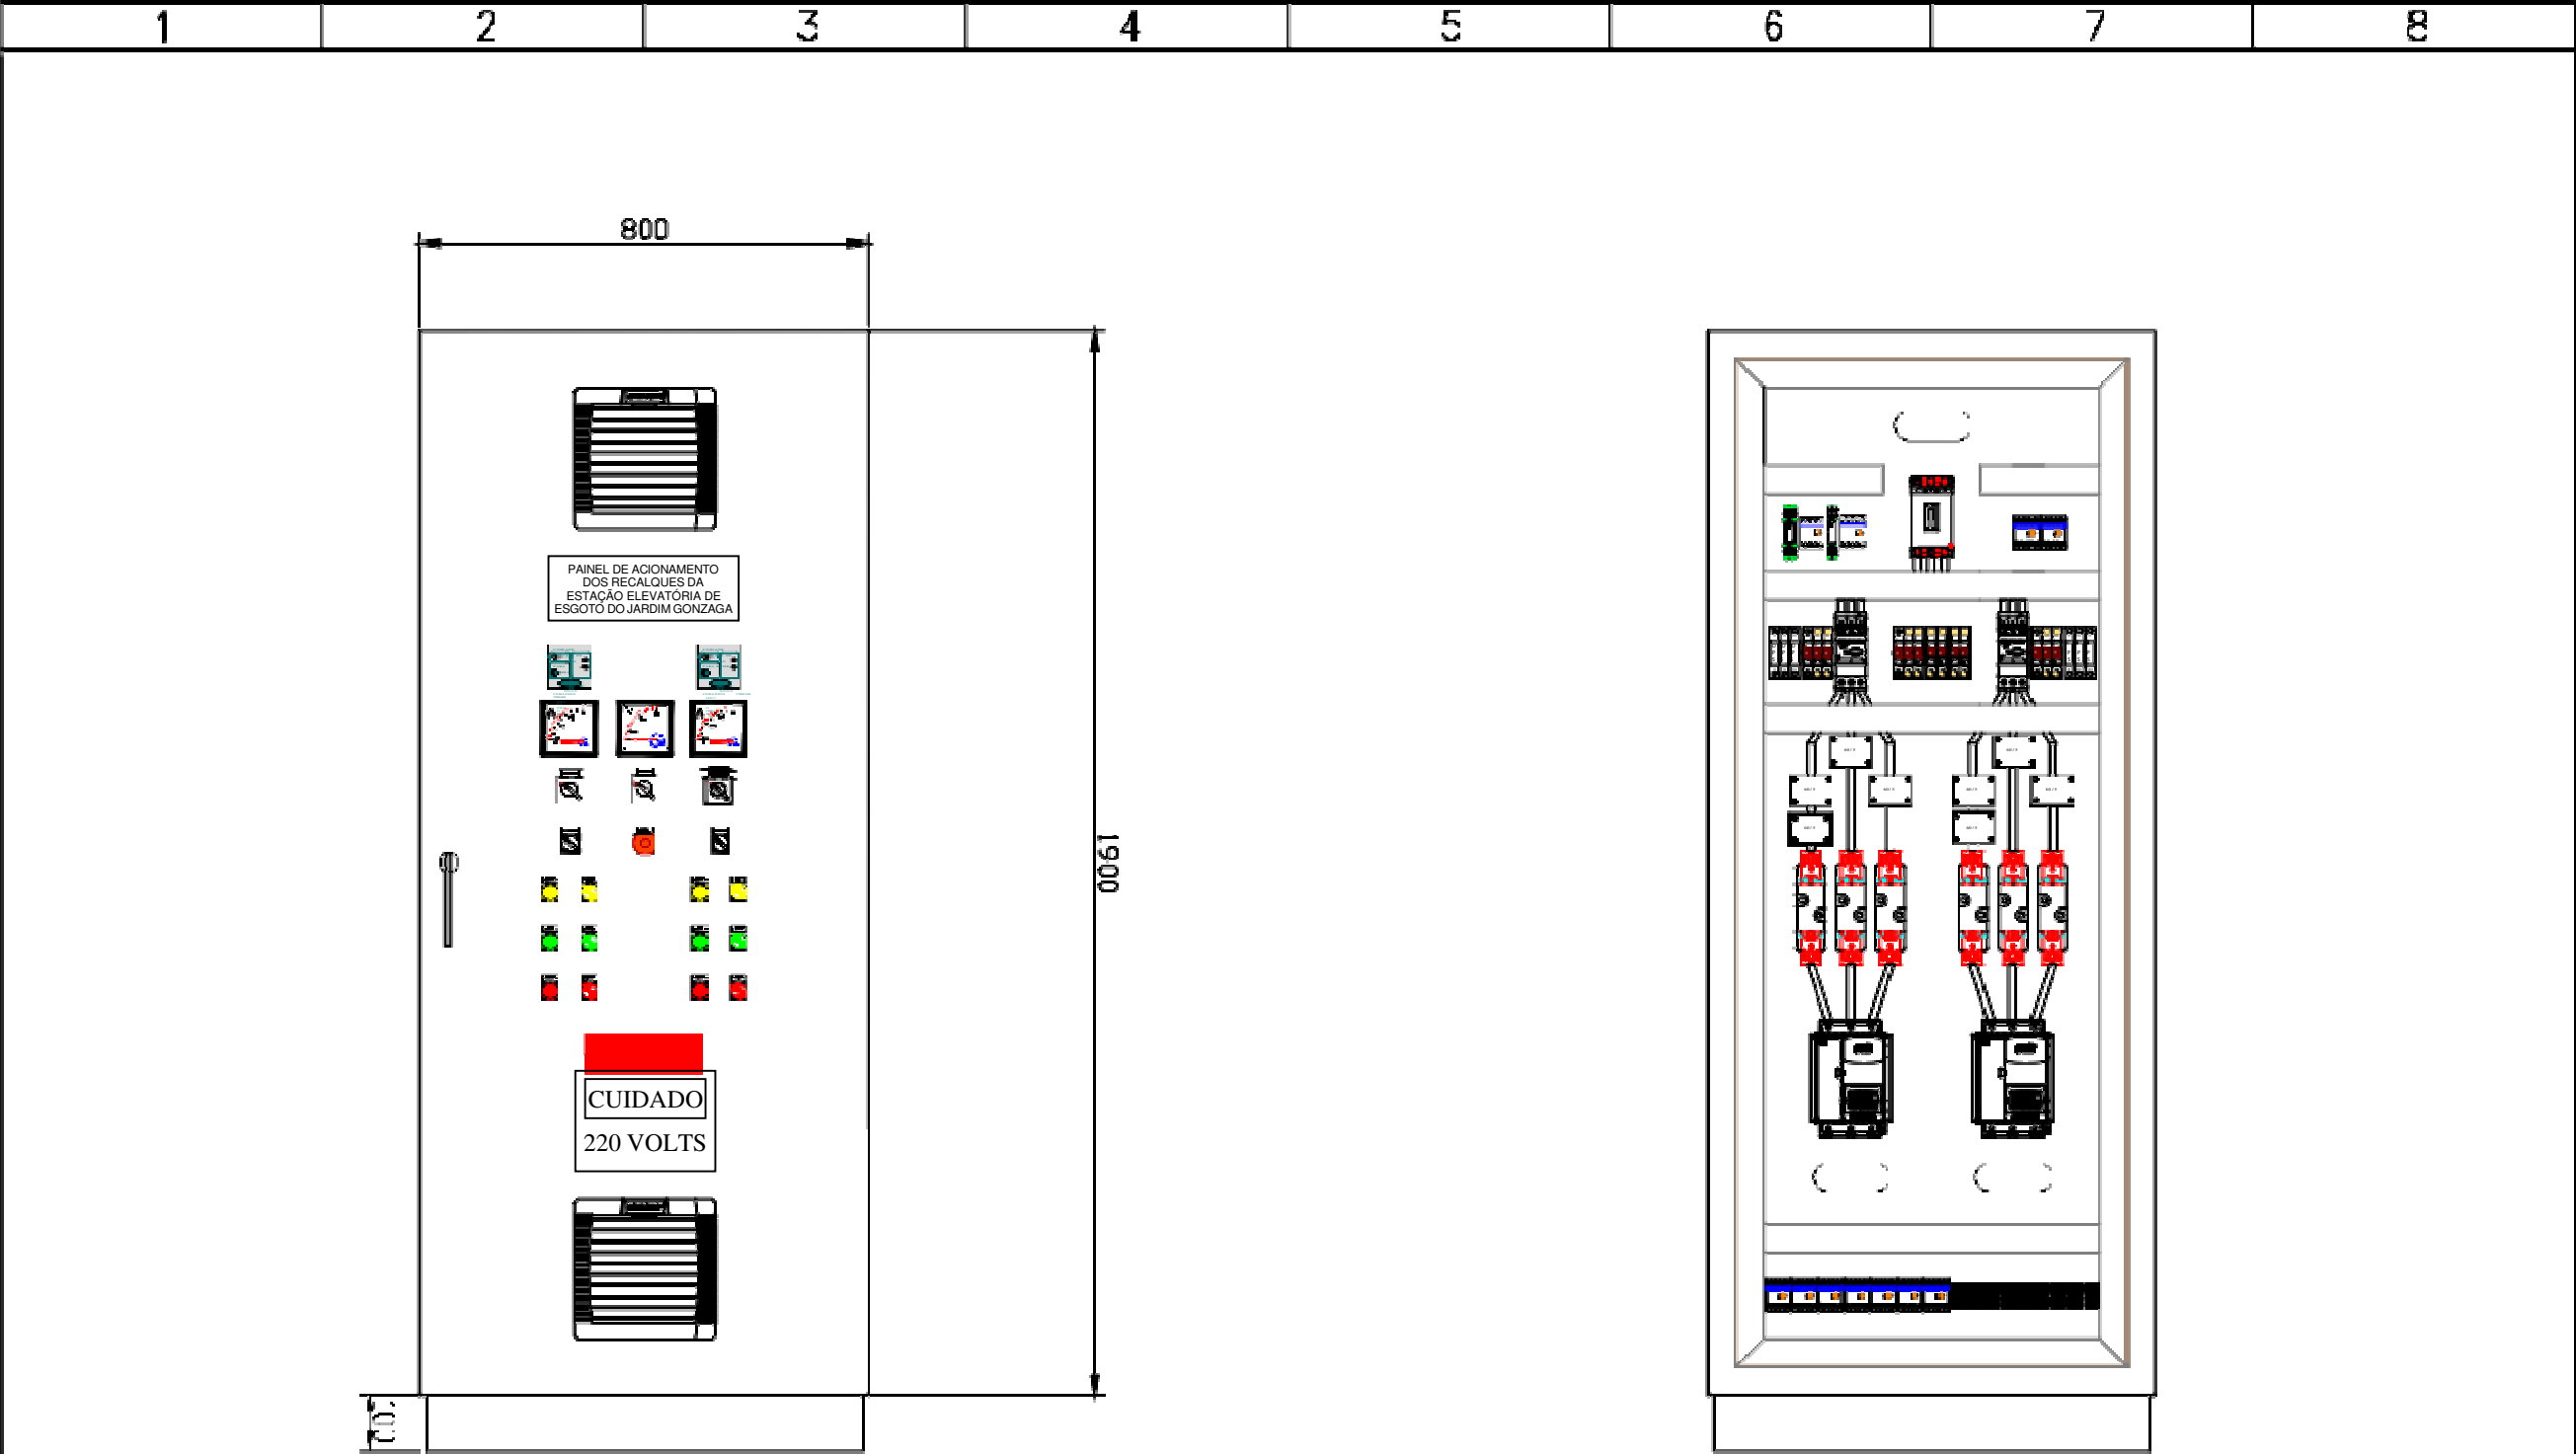 1 2 3 4 5 6 7 8
800
PAINEL DE ACIONAMENTO
DOS RECALQUES DA
ESTAÇÃO ELEVATÓRIA DE
ESGOTO DO JARDIM GONZAGA
1900
CUIDADO
220 VOLTS